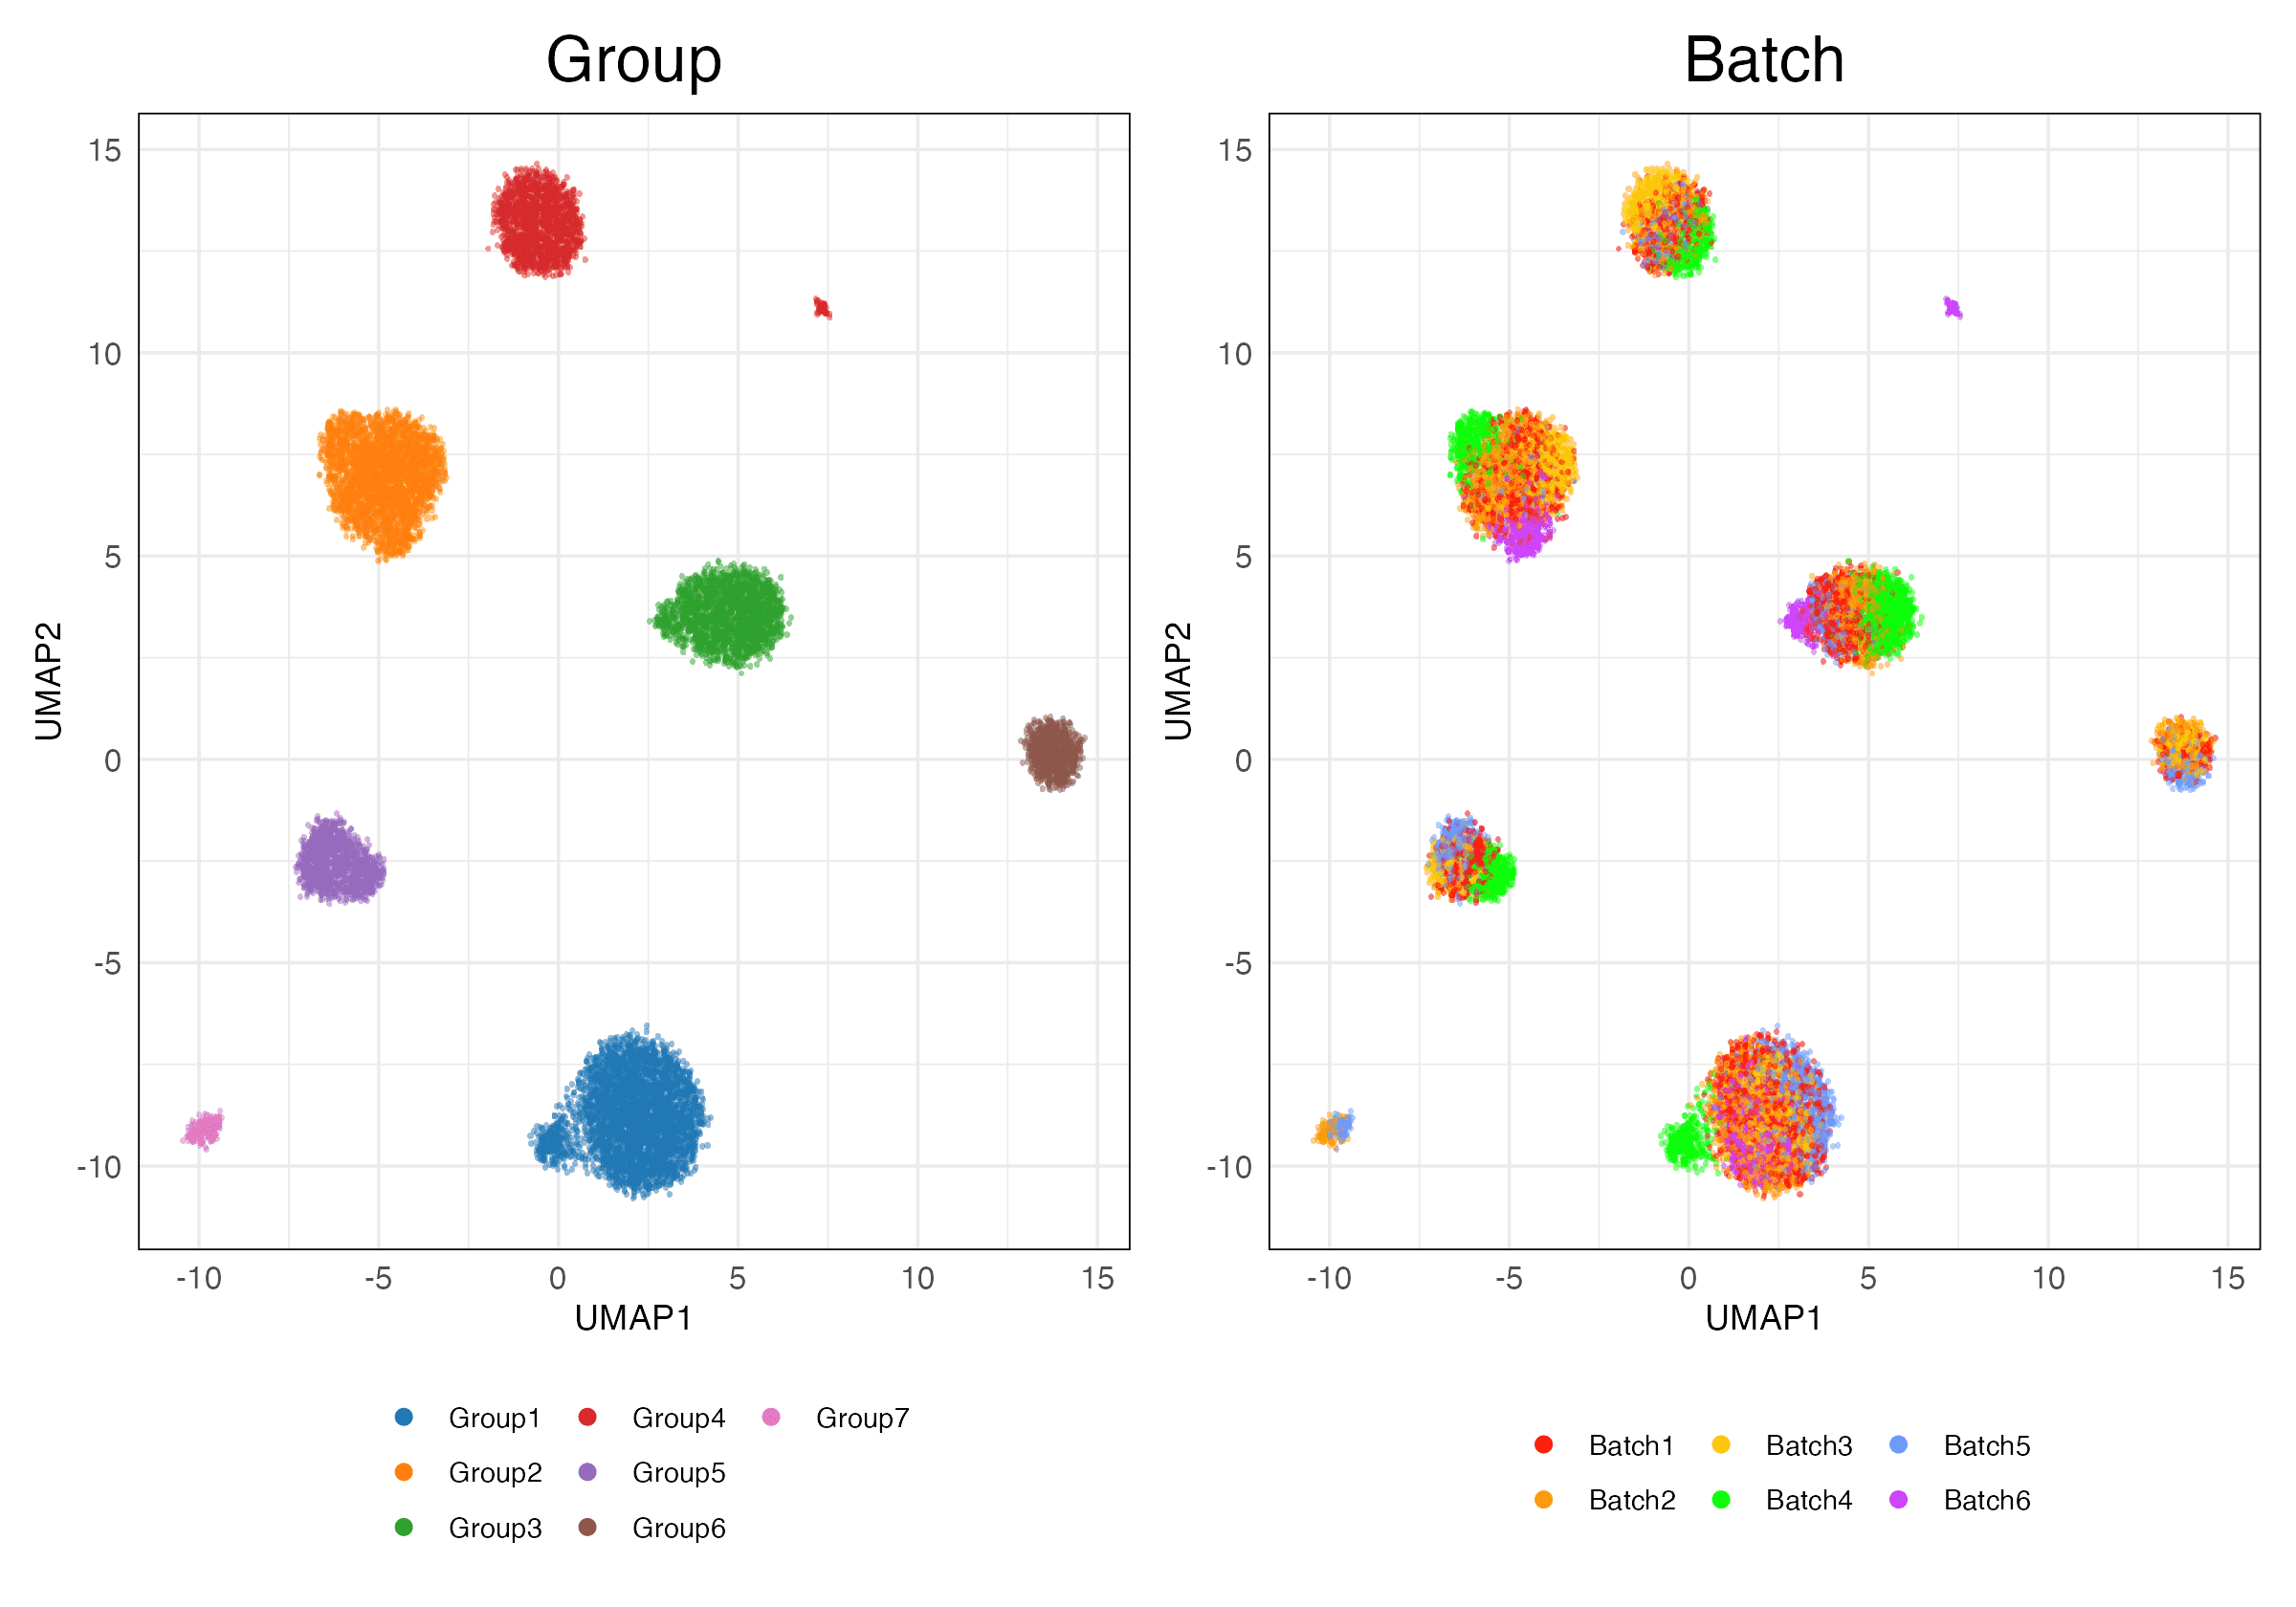 Group
Batch
15
10
5
0
-5
-10
UMAP2
-10 -5 0 5 10 15
UMAP1
15
10
5
0
-5
-10
UMAP2
-10 -5 0 5 10 15
UMAP1
Group1 Group4 Group7
Group2 Group5
Group3 Group6
Batch1 Batch3 Batch5
Batch2 Batch4 Batch6